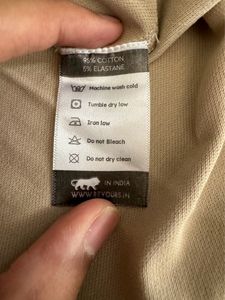 95% COTTON
5% ELASTANE
Machine wash cold
Tumble dry low
Iron low
Do not Bleach
Do not dry clean
IN INDIA
WWW.BEYOURS.IN